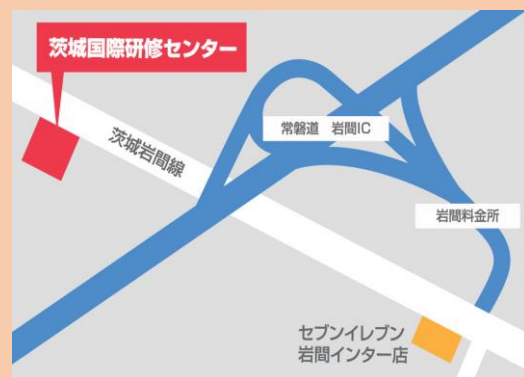 茨城国際研修センター
常磐道 岩間IC
茨城岩間線
岩間料金所
セブンイレブン
岩間インター店